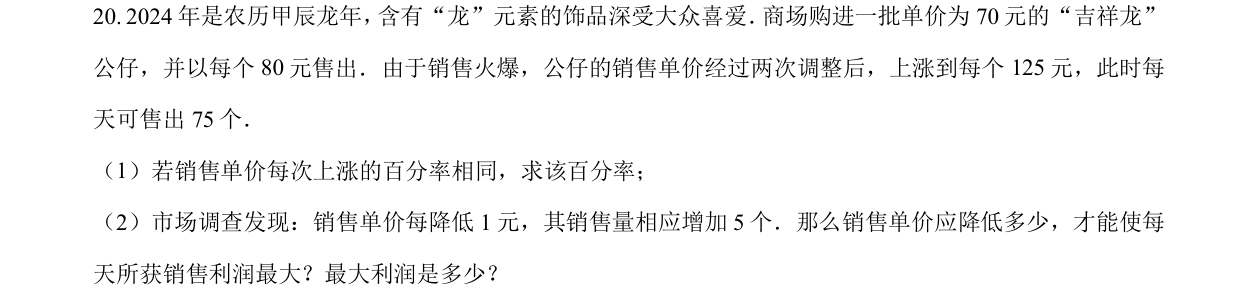 20. 2024 年是农历甲辰龙年，含有“龙”元素的饰品深受大众喜爱．商场购进一批单价为 70 元的“吉祥龙”
公仔，并以每个 80 元售出．由于销售火爆，公仔的销售单价经过两次调整后，上涨到每个 125 元，此时每
天可售出 75 个．
（1）若销售单价每次上涨的百分率相同，求该百分率；
（2）市场调查发现：销售单价每降低 1 元，其销售量相应增加 5 个．那么销售单价应降低多少，才能使每
天所获销售利润最大？最大利润是多少？